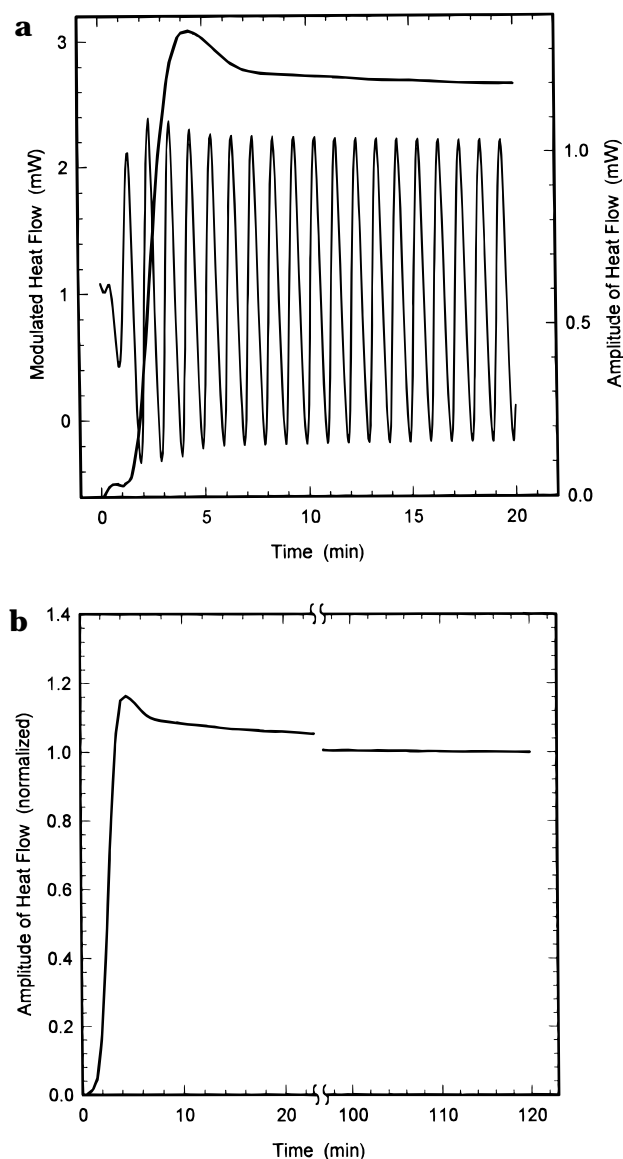 a
3
2
1
0
Modulated Heat Flow (mW)
1.0
0.5
0.0
Amplitude of Heat Flow (mW)
0 5 10 15 20
Time (min)
b
1.4
1.2
1.0
0.8
0.6
0.4
0.2
0.0
Amplitude of Heat Flow (normalized)
0 10 20 100 110 120
Time (min)